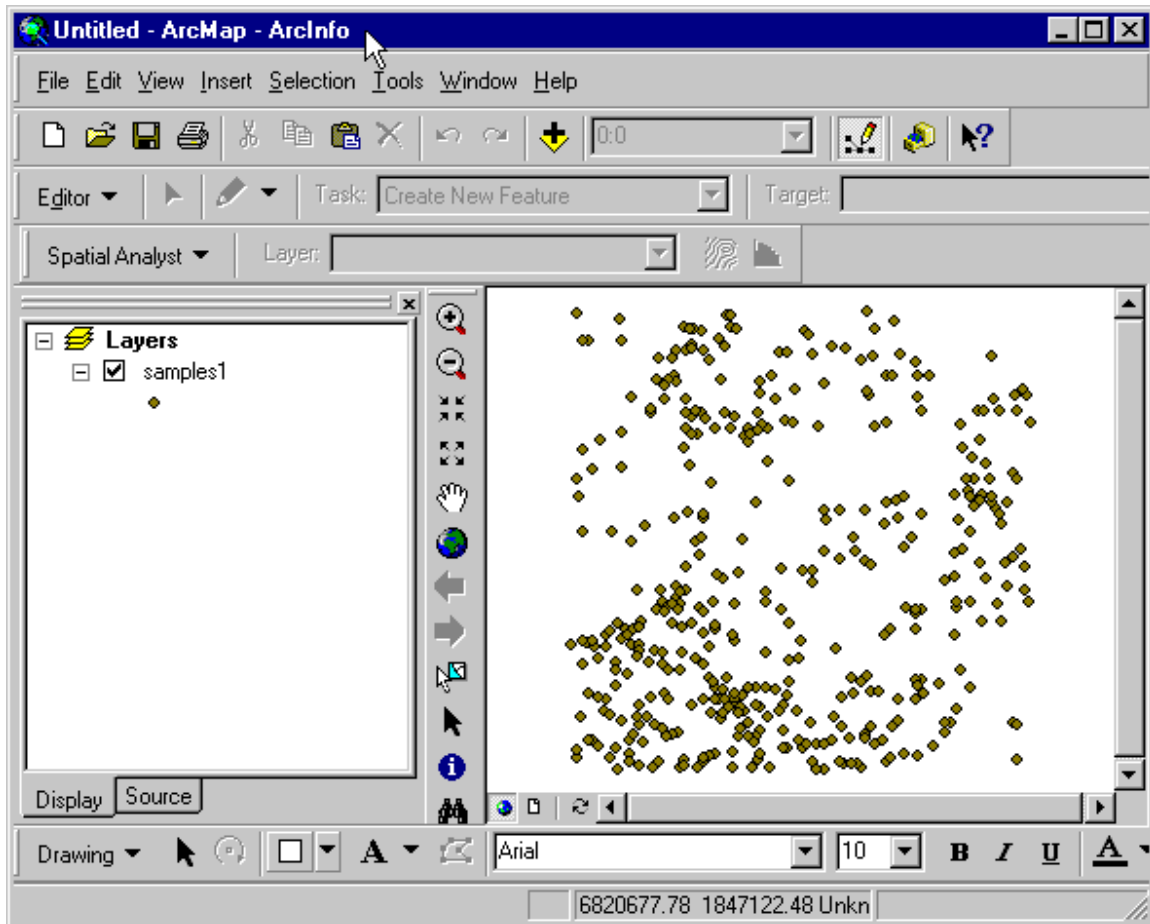 Untitled - ArcMap - ArcInfo
File Edit View Insert Selection Tools Window Help
0:0
Editor Task: Create New Feature Target:
Spatial Analyst Layer:
Layers
samples1
Display Source
Drawing A Arial 10 B I U A
6820677.78 1847122.48 Unkn